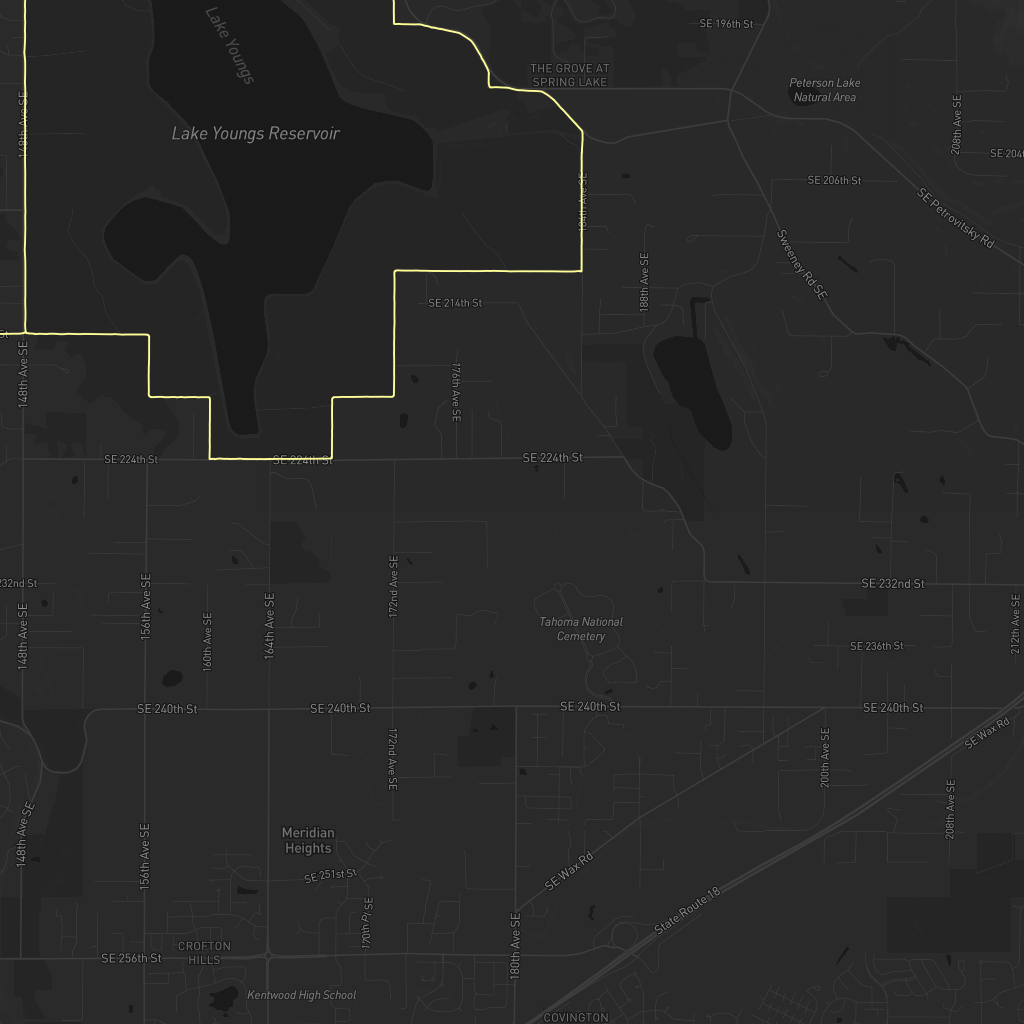 SE 196th St
Lake Youngs
THE GROVE AT
SPRING LAKE
Peterson Lake
Natural Area
148th Ave SE
208th Ave SE
Lake Youngs Reservoir
SE 204t
SE 206th St
184th Ave SE
SE Petrovitsky Rd
Sweeney Rd SE
188th Ave SE
SE 214th St
St
148th Ave SE
176th Ave SE
SE 224th St
SE 224th St
SE 224th St
232nd St
SE 232nd St
156th Ave SE
172nd Ave SE
148th Ave SE
160th Ave SE
164th Ave SE
212th Ave SE
Tahoma National
Cemetery
SE 236th St
SE 240th St
SE 240th St
SE 240th St
SE 240th St
SE Wax Rd
172nd Ave SE
200th Ave SE
208th Ave SE
148th Ave SE
156th Ave SE
Meridian
Heights
SE 251st St
SE Wax Rd
State Route 18
170th Pl SE
180th Ave SE
CROFTON
HILLS
SE 256th St
Kentwood High School
COVINGTON